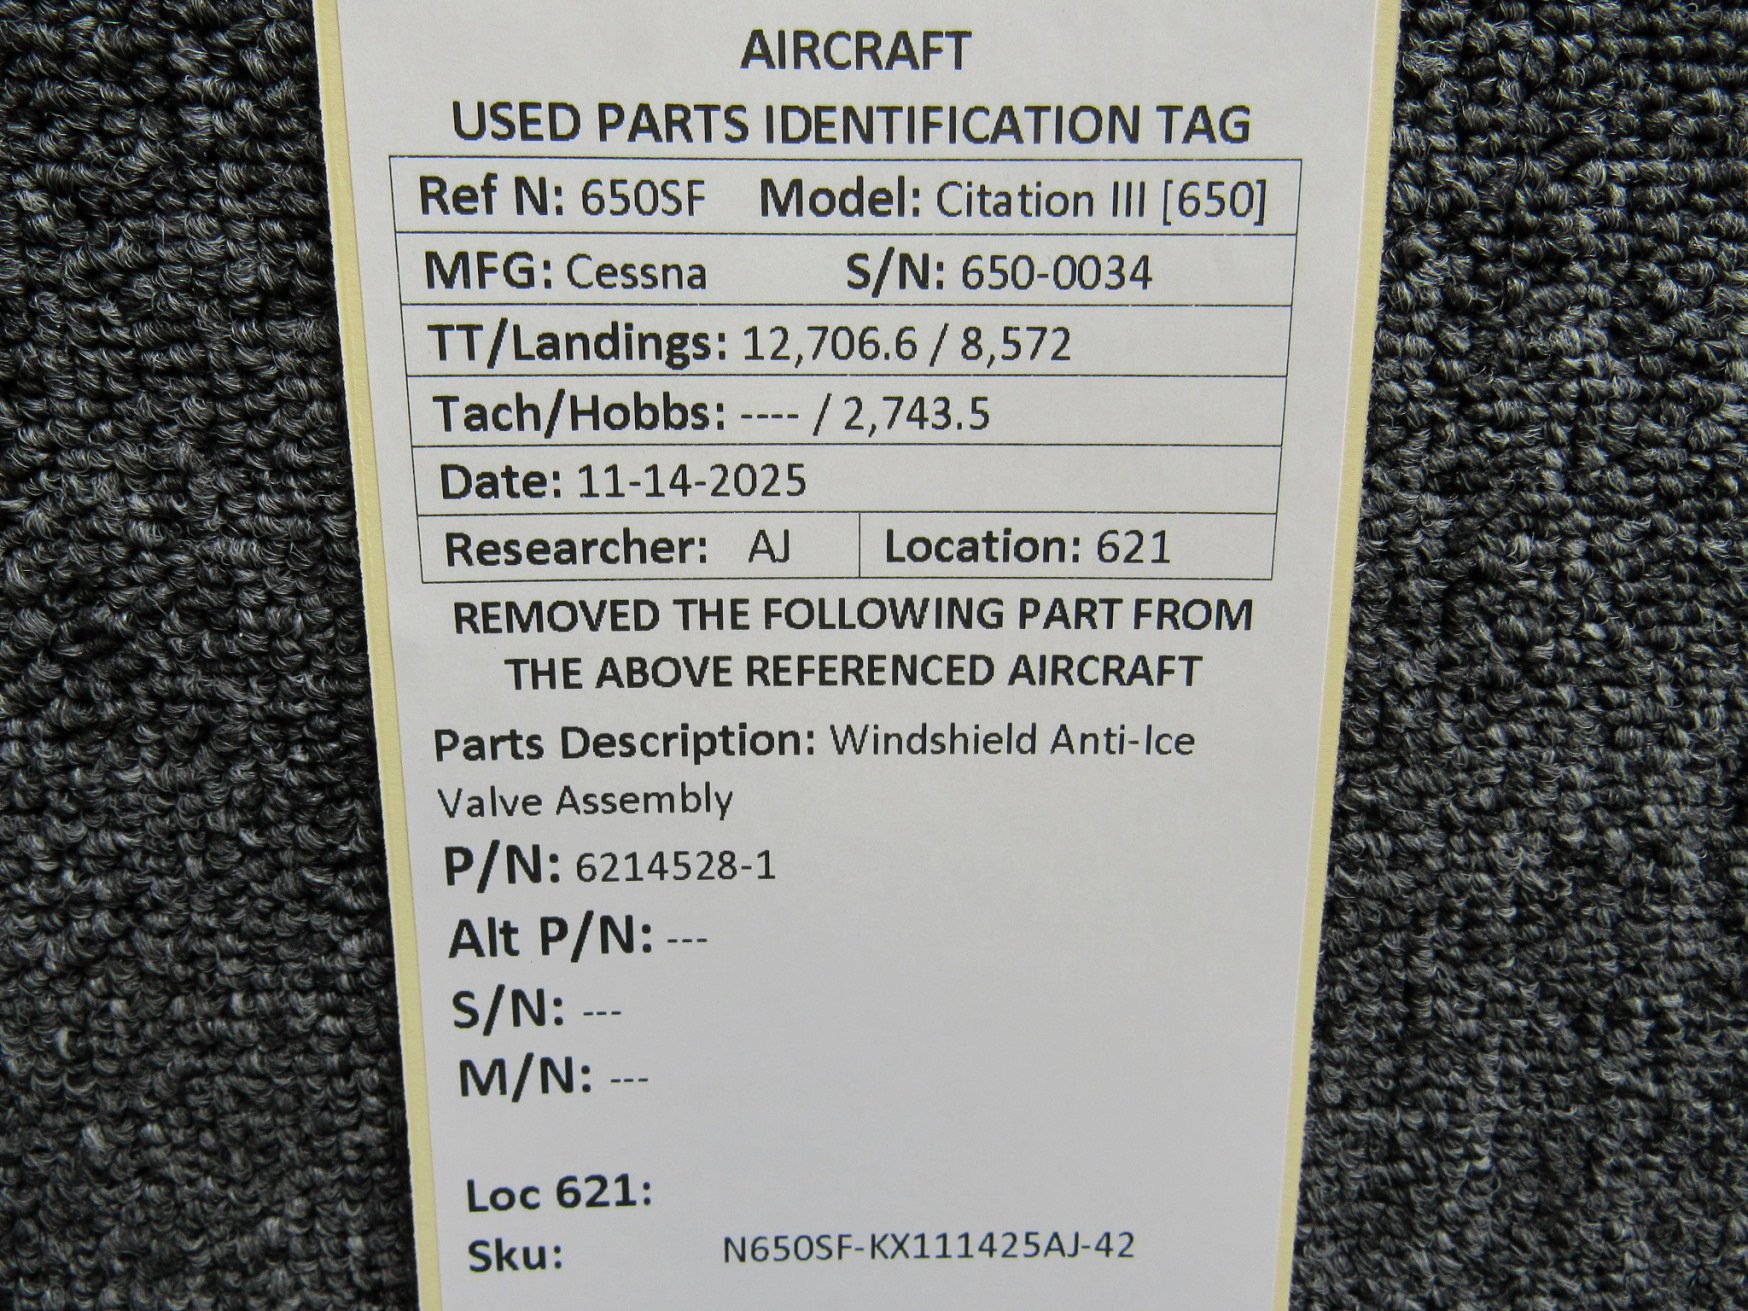 AIRCRAFT
USED PARTS IDENTIFICATION TAG
Ref N: 650SF Model: Citation III [650]
MFG: Cessna S/N: 650-0034
TT/Landings: 12,706.6 / 8,572
Tach/Hobbs: ---- / 2,743.5
Date: 11-14-2025
Researcher: AJ Location: 621
REMOVED THE FOLLOWING PART FROM
THE ABOVE REFERENCED AIRCRAFT
Parts Description: Windshield Anti-Ice
Valve Assembly
P/N: 6214528-1
Alt P/N: ---
S/N: ---
M/N: ---
Loc 621:
Sku: N650SF-KX111425AJ-42